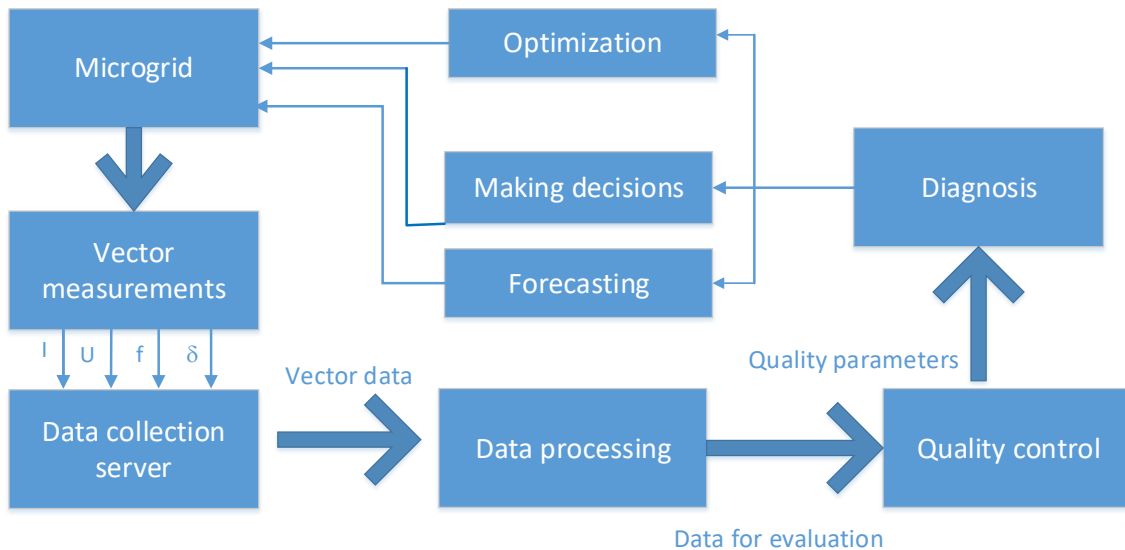 Microgrid
Optimization
Making decisions
Diagnosis
Vector
measurements
Forecasting
I U f δ
Vector data
Quality parameters
Data collection
server
Data processing
Quality control
Data for evaluation